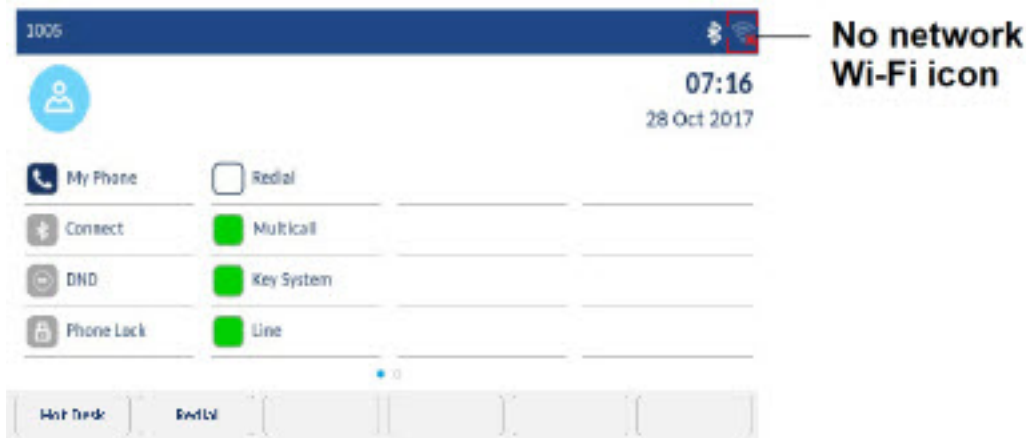 1005
No network
Wi-Fi icon
07:16
28 Oct 2017
My Phone
Redial
Connect
Multicall
DND
Key System
Phone Lock
Line
Hot Desk
Redial